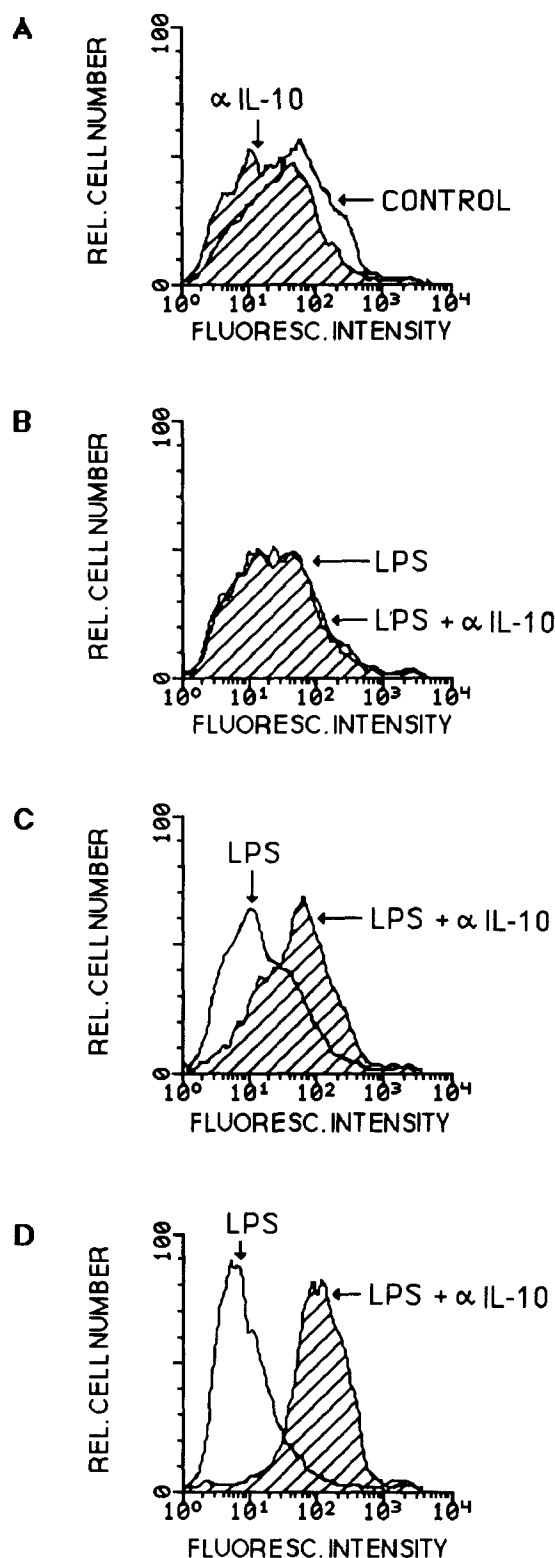 A
100
REL. CELL NUMBER
α IL-10
CONTROL
0
10⁰ 10¹ 10² 10³ 10⁴
FLUORESC. INTENSITY
B
100
REL. CELL NUMBER
LPS
LPS + α IL-10
0
10⁰ 10¹ 10² 10³ 10⁴
FLUORESC. INTENSITY
C
100
REL. CELL NUMBER
LPS
LPS + α IL-10
0
10⁰ 10¹ 10² 10³ 10⁴
FLUORESC. INTENSITY
D
100
REL. CELL NUMBER
LPS
LPS + α IL-10
0
10⁰ 10¹ 10² 10³ 10⁴
FLUORESC. INTENSITY